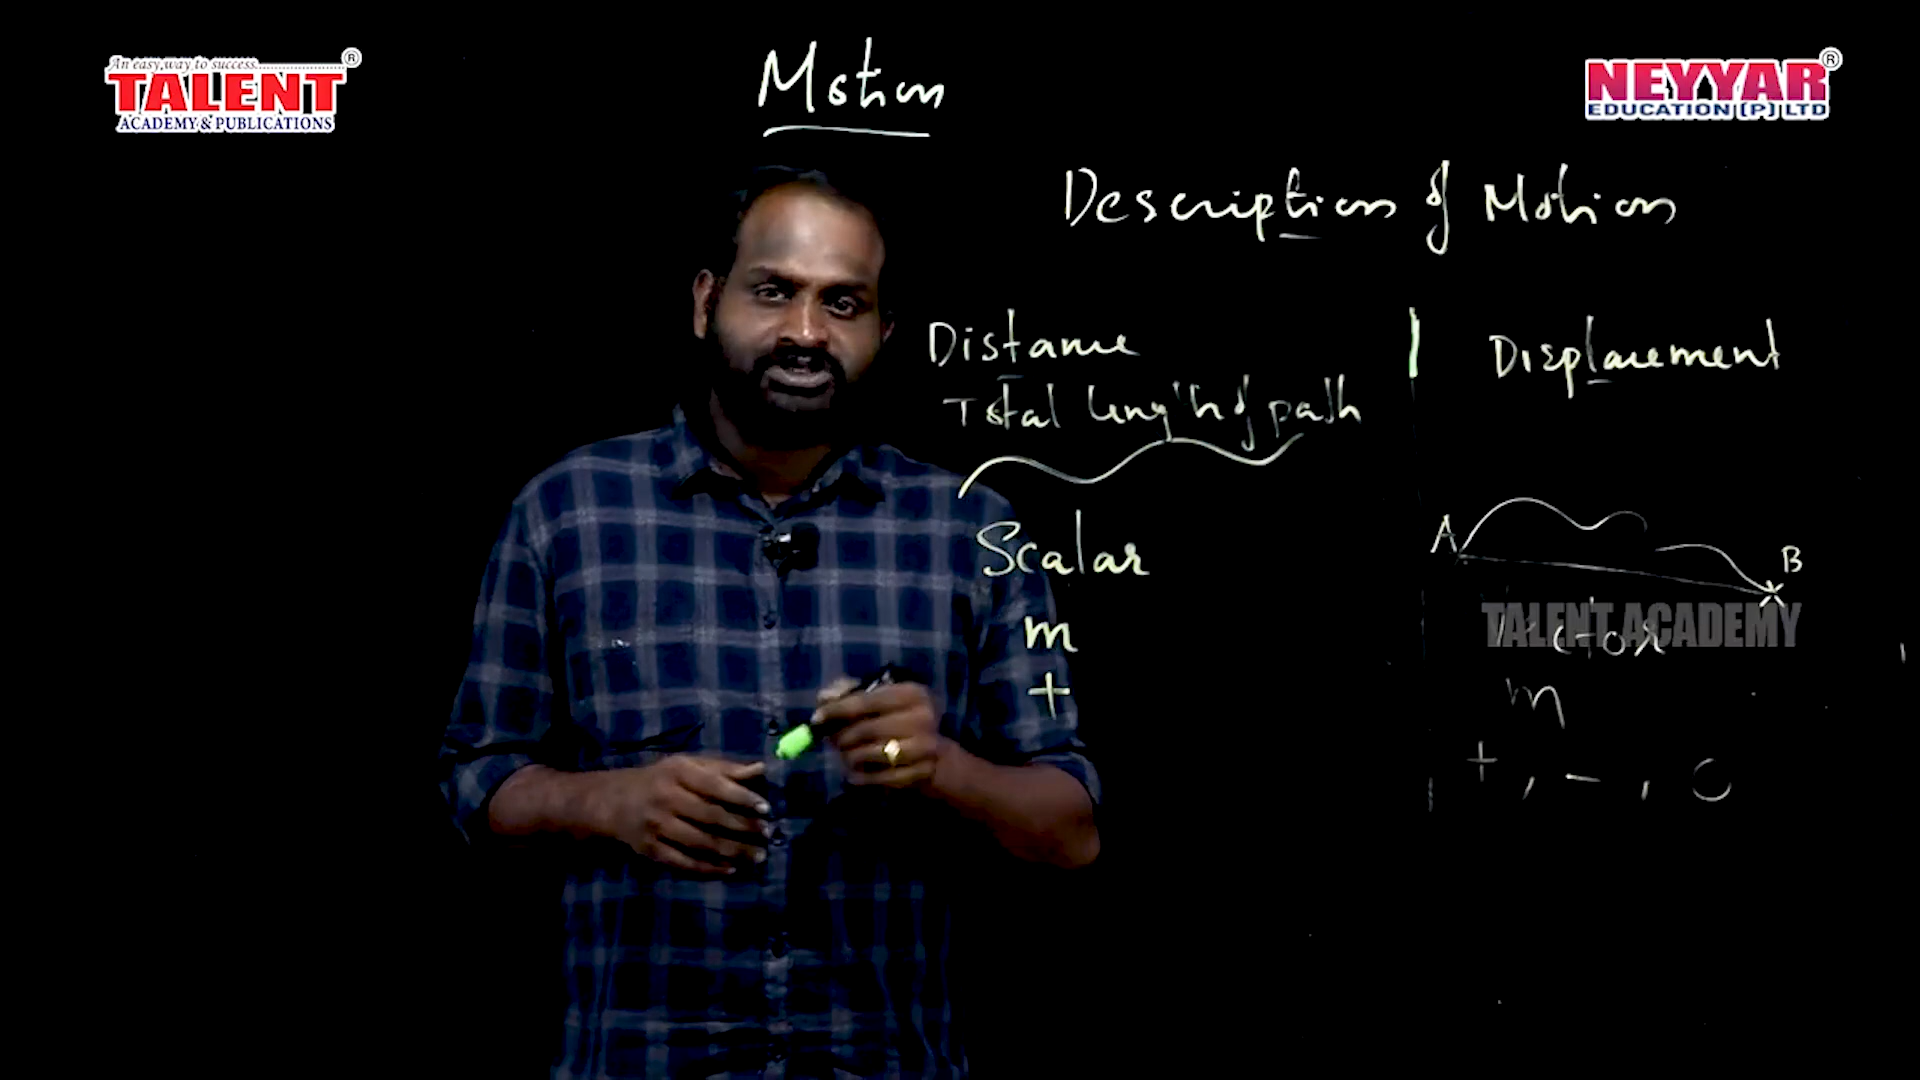 An easy way to success
TALENT ®
ACADEMY & PUBLICATIONS
NEYYAR ®
EDUCATION (P) LTD
Motion
Description of Motion
Distance
Total length of path
Scalar
m
+
Displacement
A
B
TALENT ACADEMY
Vector
m
+, -, 0